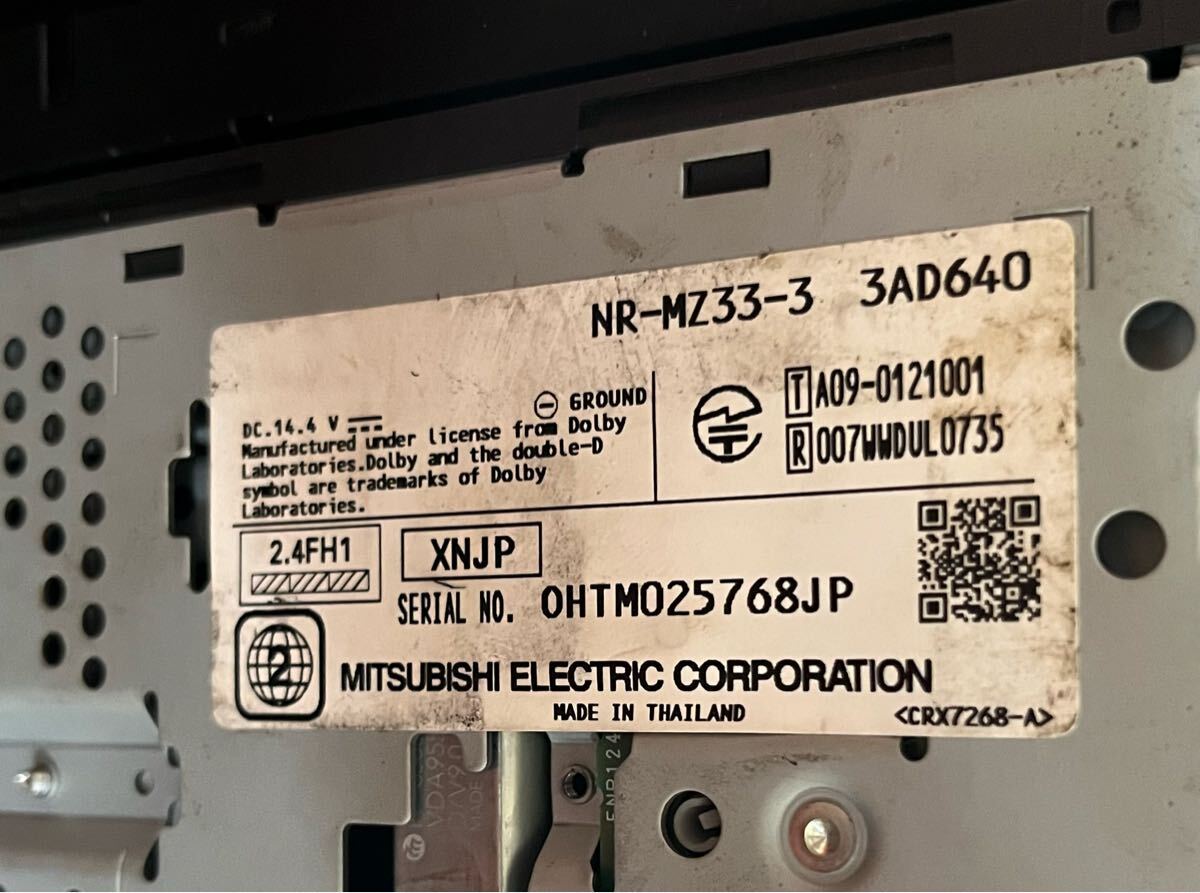 NR-MZ33-3 3AD640
DC.14.4 V
⊖ GROUND
Manufactured under license from Dolby
Laboratories.Dolby and the double-D
symbol are trademarks of Dolby
Laboratories.
T A09-0121001
R 007WWDUL0735
2.4FH1
XNJP
SERIAL NO. OHTM025768JP
2
MITSUBISHI ELECTRIC CORPORATION
MADE IN THAILAND
<CRX7268-A>